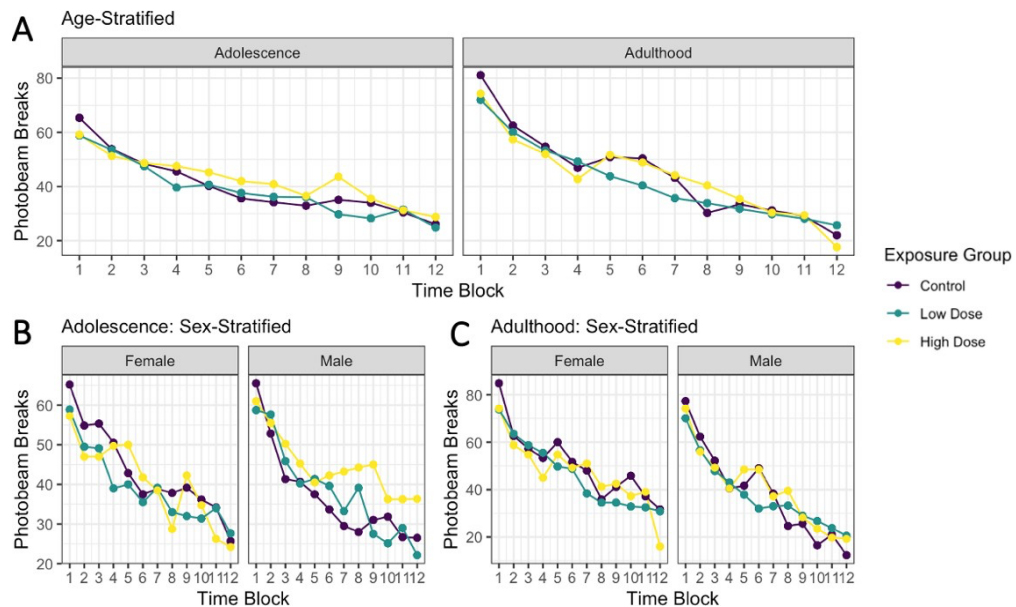 A
Age-Stratified
Adolescence
Adulthood
Photobeam Breaks
80
60
40
20
1 2 3 4 5 6 7 8 9 10 11 12
1 2 3 4 5 6 7 8 9 10 11 12
Time Block
Exposure Group
Control
Low Dose
High Dose
B
Adolescence: Sex-Stratified
Female
Male
Photobeam Breaks
60
50
40
30
20
1 2 3 4 5 6 7 8 9 10 11 12
1 2 3 4 5 6 7 8 9 10 11 12
Time Block
C
Adulthood: Sex-Stratified
Female
Male
Photobeam Breaks
80
60
40
20
1 2 3 4 5 6 7 8 9 10 11 12
1 2 3 4 5 6 7 8 9 10 11 12
Time Block